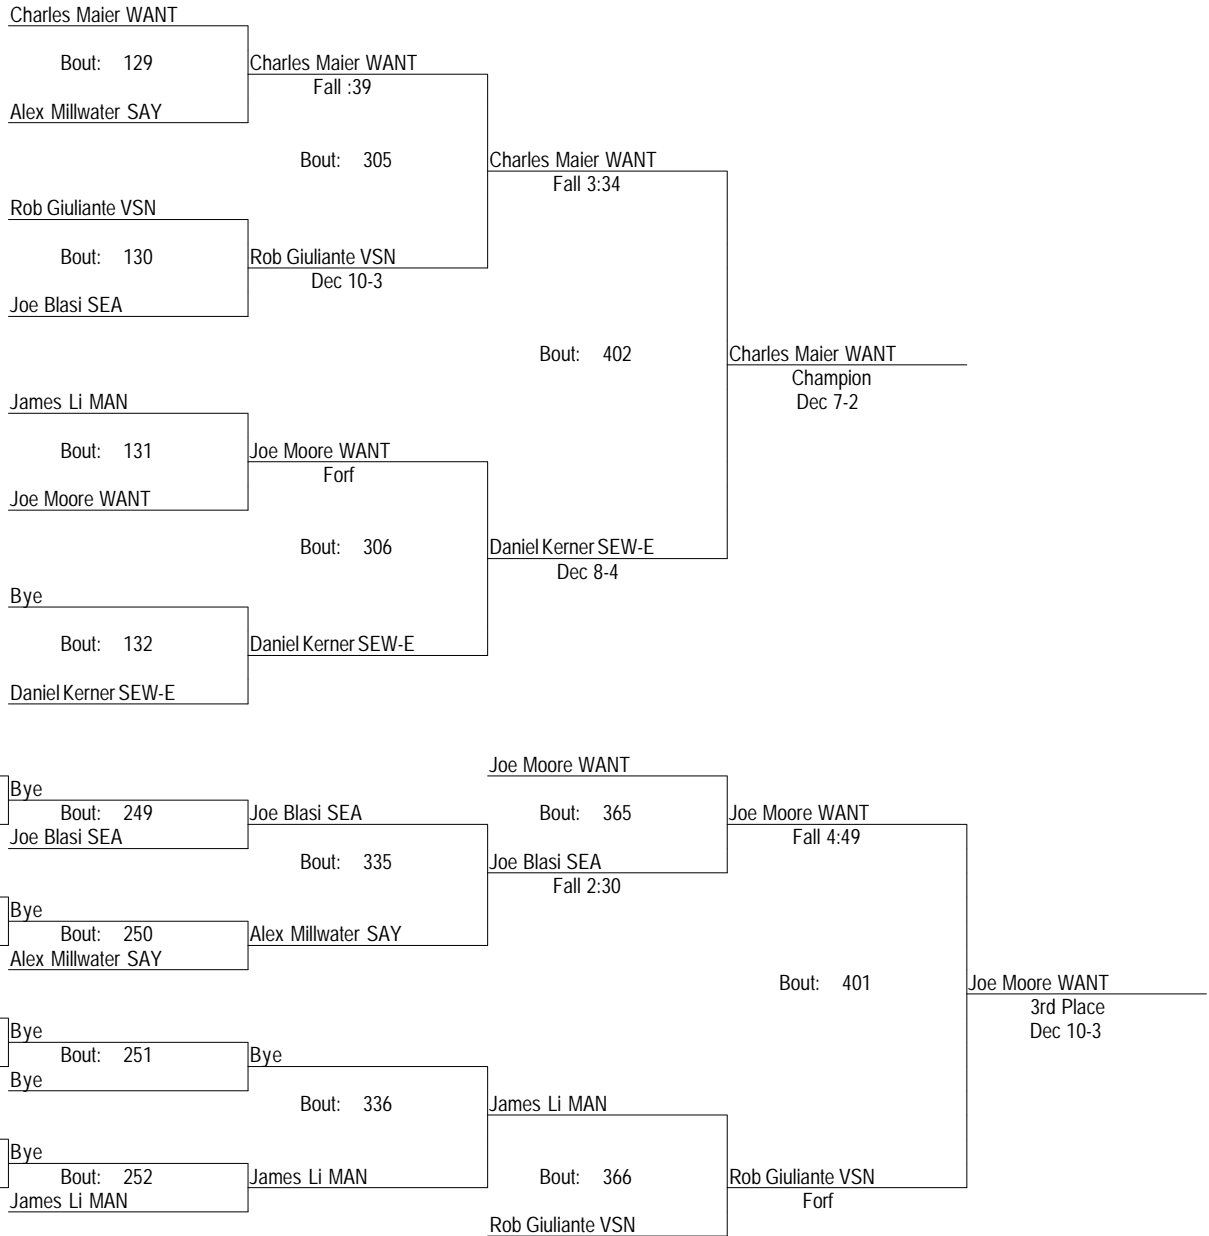 Charles Maier WANT
Bout: 129
Charles Maier WANT
Fall :39
Alex Millwater SAY
Bout: 305
Charles Maier WANT
Fall 3:34
Rob Giuliante VSN
Bout: 130
Rob Giuliante VSN
Dec 10-3
Joe Blasi SEA
Bout: 402
Charles Maier WANT
Champion
Dec 7-2
James Li MAN
Bout: 131
Joe Moore WANT
Forf
Joe Moore WANT
Bout: 306
Daniel Kerner SEW-E
Dec 8-4
Bye
Bout: 132
Daniel Kerner SEW-E
Daniel Kerner SEW-E
Joe Moore WANT
Bye
Bout: 249
Joe Blasi SEA
Bout: 365
Joe Moore WANT
Fall 4:49
Joe Blasi SEA
Bout: 335
Joe Blasi SEA
Fall 2:30
Bye
Bout: 250
Alex Millwater SAY
Alex Millwater SAY
Bout: 401
Joe Moore WANT
3rd Place
Dec 10-3
Bye
Bout: 251
Bye
Bye
Bout: 336
James Li MAN
Bye
Bout: 252
James Li MAN
Bout: 366
Rob Giuliante VSN
Forf
James Li MAN
Rob Giuliante VSN